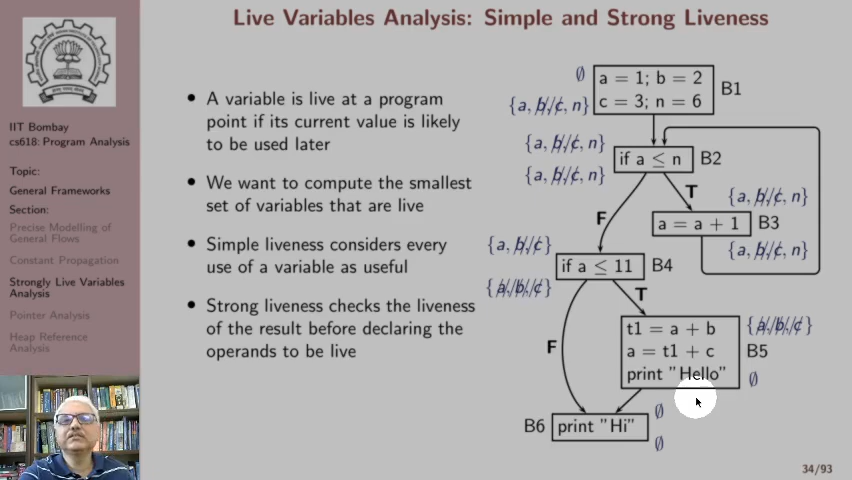 Live Variables Analysis: Simple and Strong Liveness
IIT Bombay
cs618: Program Analysis
Topic:
General Frameworks
Section:
Precise Modelling of
General Flows
Constant Propagation
Strongly Live Variables
Analysis
Pointer Analysis
Heap Reference
Analysis
• A variable is live at a program
point if its current value is likely
to be used later
• We want to compute the smallest
set of variables that are live
• Simple liveness considers every
use of a variable as useful
• Strong liveness checks the liveness
of the result before declaring the
operands to be live
∅
a = 1; b = 2
c = 3; n = 6
B1
{a, b, c, n}
{a, b, c, n}
if a ≤ n
B2
{a, b, c, n}
T
{a, b, c, n}
F
a = a + 1
B3
{a, b, c}
{a, b, c, n}
if a ≤ 11
B4
{a, b, c}
T
{a, b, c}
t1 = a + b
a = t1 + c
print "Hello"
B5
∅
F
∅
B6
print "Hi"
∅
34/93